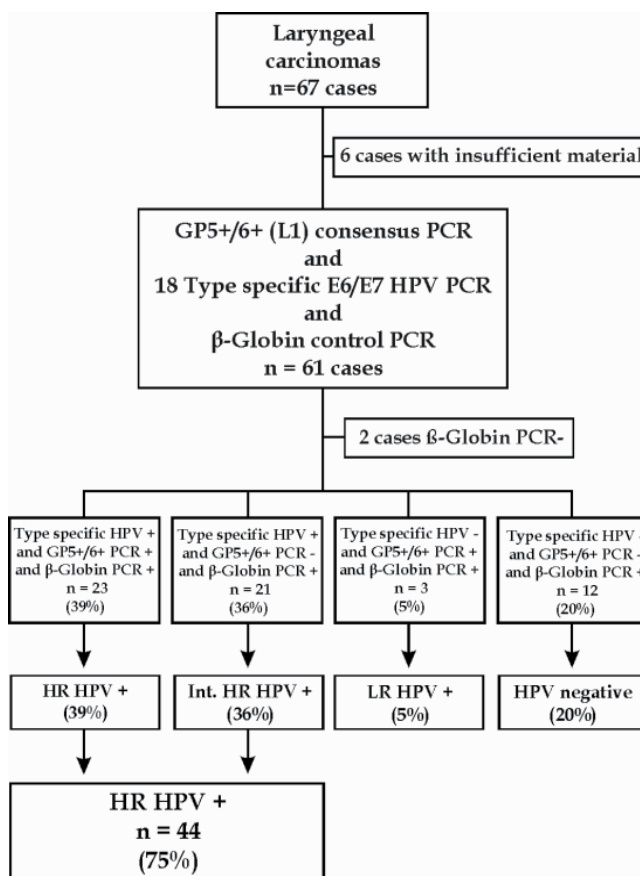 Laryngeal
carcinomas
n=67 cases
6 cases with insufficient material
GP5+/6+ (L1) consensus PCR
and
18 Type specific E6/E7 HPV PCR
and
β-Globin control PCR
n = 61 cases
2 cases ß-Globin PCR-
Type specific HPV +
and GP5+/6+ PCR +
and β-Globin PCR +
n = 23
(39%)
Type specific HPV +
and GP5+/6+ PCR -
and β-Globin PCR +
n = 21
(36%)
Type specific HPV -
and GP5+/6+ PCR +
and β-Globin PCR +
n = 3
(5%)
Type specific HPV -
and GP5+/6+ PCR -
and β-Globin PCR +
n = 12
(20%)
HR HPV +
(39%)
Int. HR HPV +
(36%)
LR HPV +
(5%)
HPV negative
(20%)
HR HPV +
n = 44
(75%)